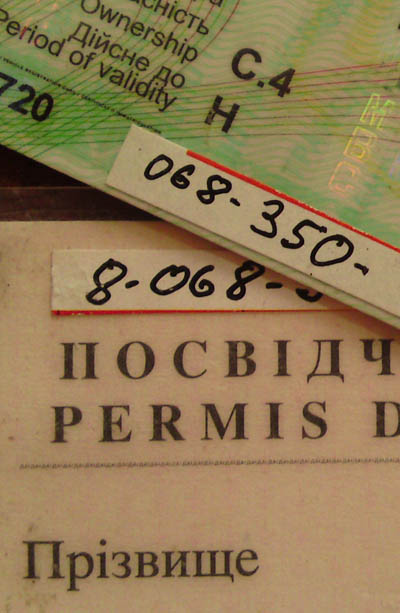 Ownership
Дійсне до
Period of validity
720
C.4
H
068-350-
8-068-
ПОСВІДЧ
PERMIS D
Прізвище